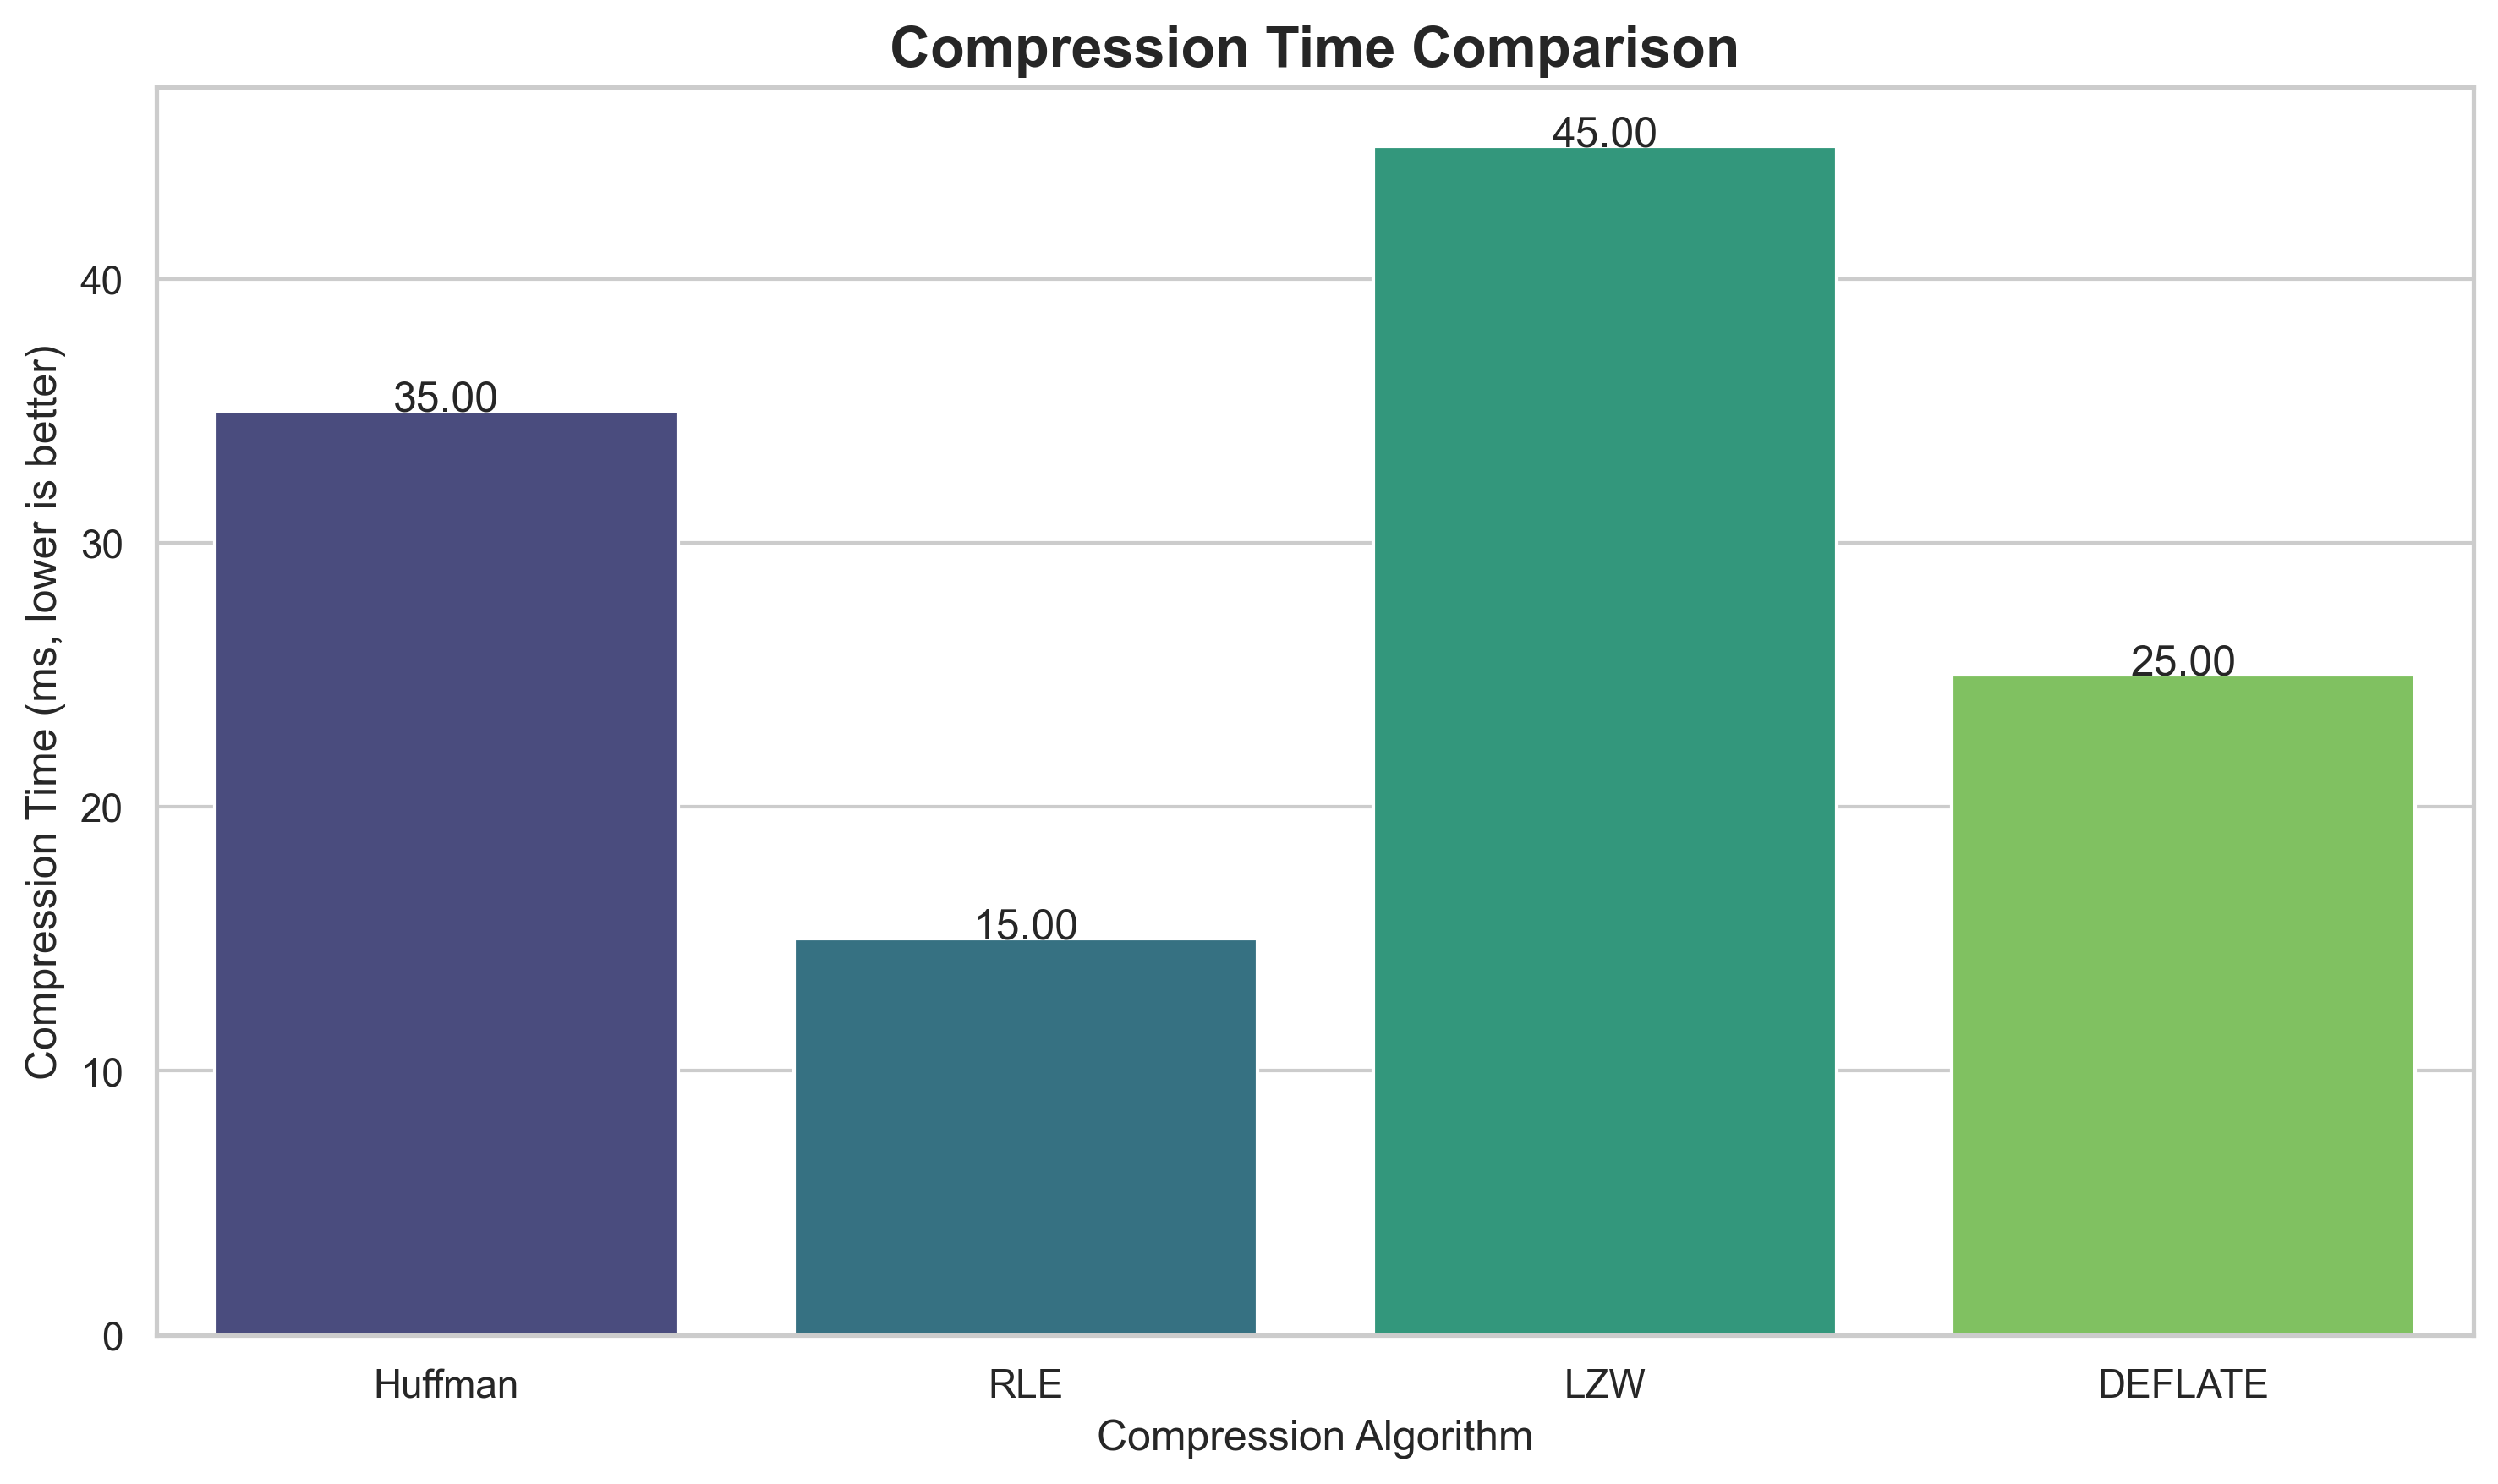 Compression Time Comparison
Compression Time (ms, lower is better)
40
30
20
10
0
35.00
15.00
45.00
25.00
Huffman
RLE
LZW
DEFLATE
Compression Algorithm